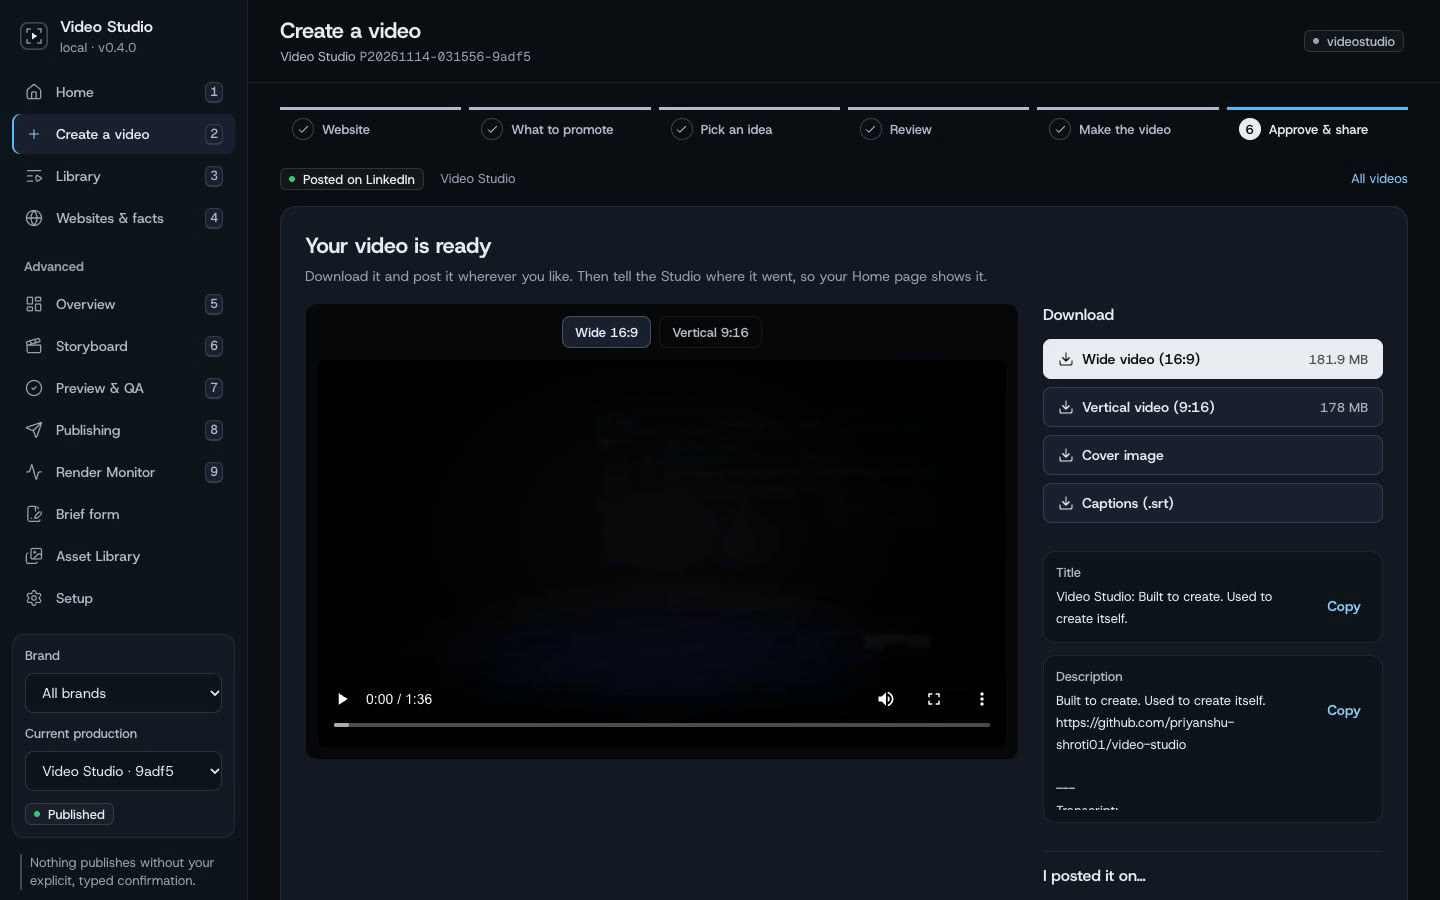 Video Studio
local · v0.4.0
Home 1
Create a video 2
Library 3
Websites & facts 4
Advanced
Overview 5
Storyboard 6
Preview & QA 7
Publishing 8
Render Monitor 9
Brief form
Asset Library
Setup
Brand
All brands
Current production
Video Studio · 9adf5
Published
Nothing publishes without your
explicit, typed confirmation.
Create a video
Video Studio P20261114-031556-9adf5
videostudio
Website
What to promote
Pick an idea
Review
Make the video
6 Approve & share
Posted on LinkedIn
Video Studio
All videos
Your video is ready
Download it and post it wherever you like. Then tell the Studio where it went, so your Home page shows it.
Wide 16:9
Vertical 9:16
0:00 / 1:36
Download
Wide video (16:9) 181.9 MB
Vertical video (9:16) 178 MB
Cover image
Captions (.srt)
Title
Video Studio: Built to create. Used to
create itself.
Copy
Description
Built to create. Used to create itself.
https://github.com/priyanshu-
shroti01/video-studio
Copy
---
Transcript:
I posted it on...